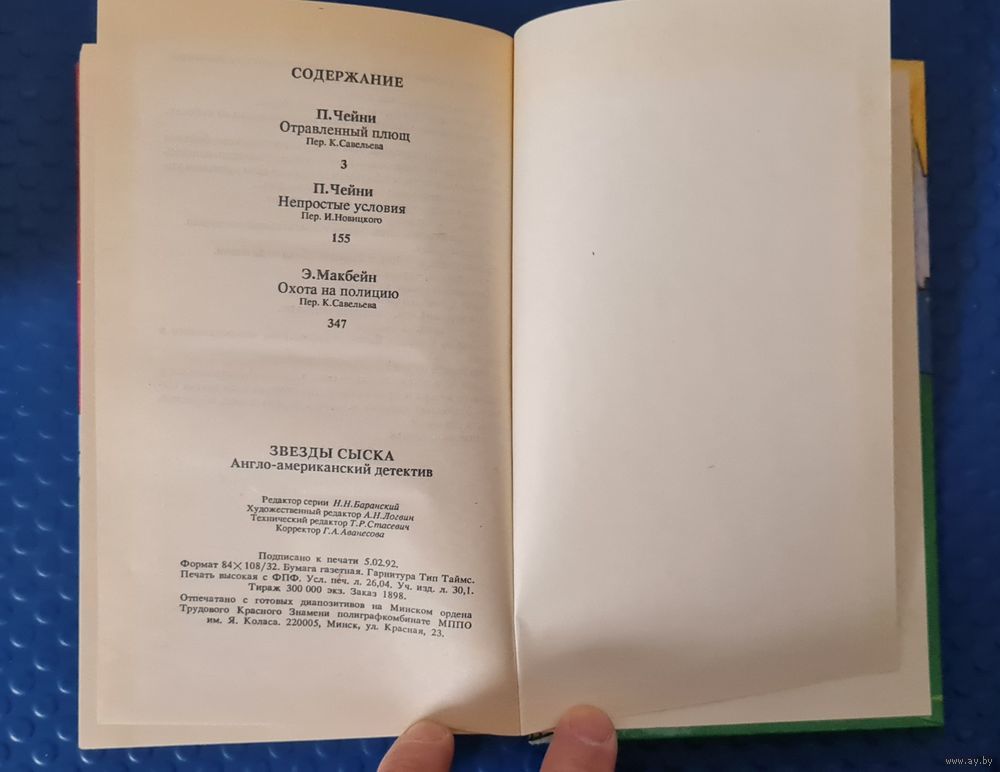 СОДЕРЖАНИЕ
П.Чейни
Отравленный плющ
Пер. К.Савельева
3
П.Чейни
Непростые условия
Пер. И.Новицкого
155
Э.Макбейн
Охота на полицию
Пер. К.Савельева
347
ЗВЕЗДЫ СЫСКА
Англо-американский детектив
Редактор серии Н.Н.Баранский
Художественный редактор А.Н.Логвин
Технический редактор Т.Р.Стасевич
Корректор Г.А.Аванесова
Подписано к печати 5.02.92.
Формат 84×108/32. Бумага газетная. Гарнитура Тип Таймс.
Печать высокая с ФПФ. Усл. печ. л. 26,04. Уч. изд. л. 30,1.
Тираж 300 000 экз. Заказ 1898.
Отпечатано с готовых диапозитивов на Минском ордена
Трудового Красного Знамени полиграфкомбинате МППО
им. Я. Коласа. 220005, Минск, ул. Красная, 23.
www.ay.by